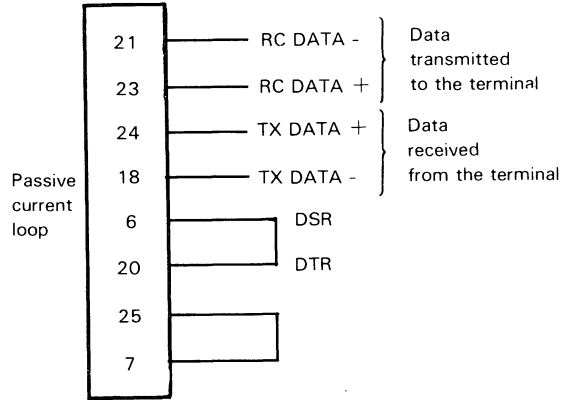 21 RC DATA - Data
transmitted
23 RC DATA + to the terminal
24 TX DATA + Data
received
18 TX DATA - from the terminal
Passive
current
loop
6 DSR
20 DTR
25
7